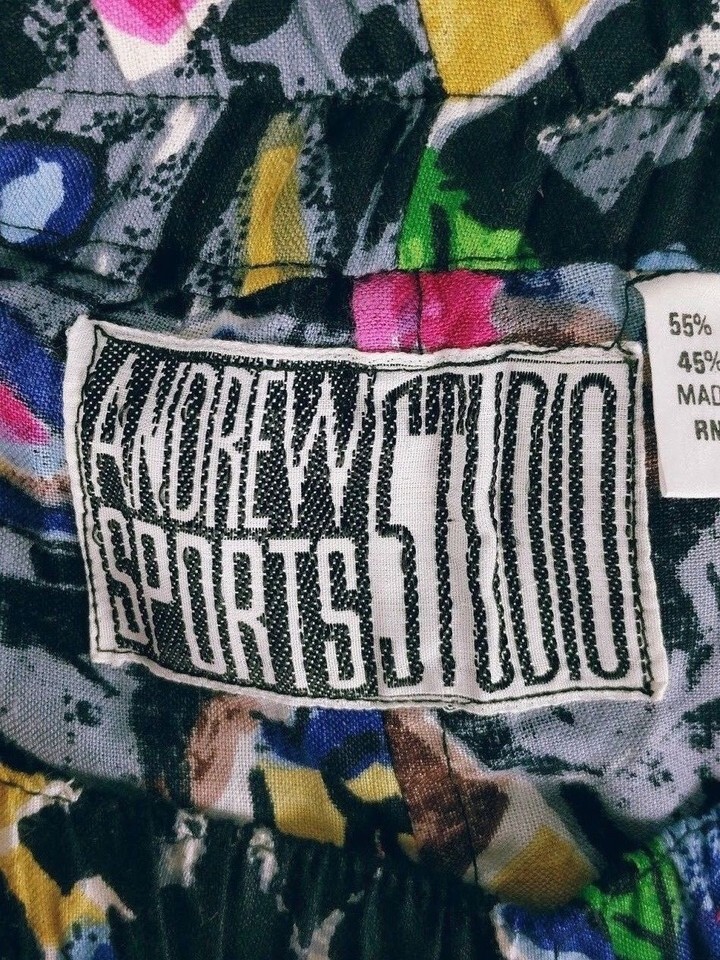 ANDREW
SPORTS
STUDIO
55%
45%
MAD
RN